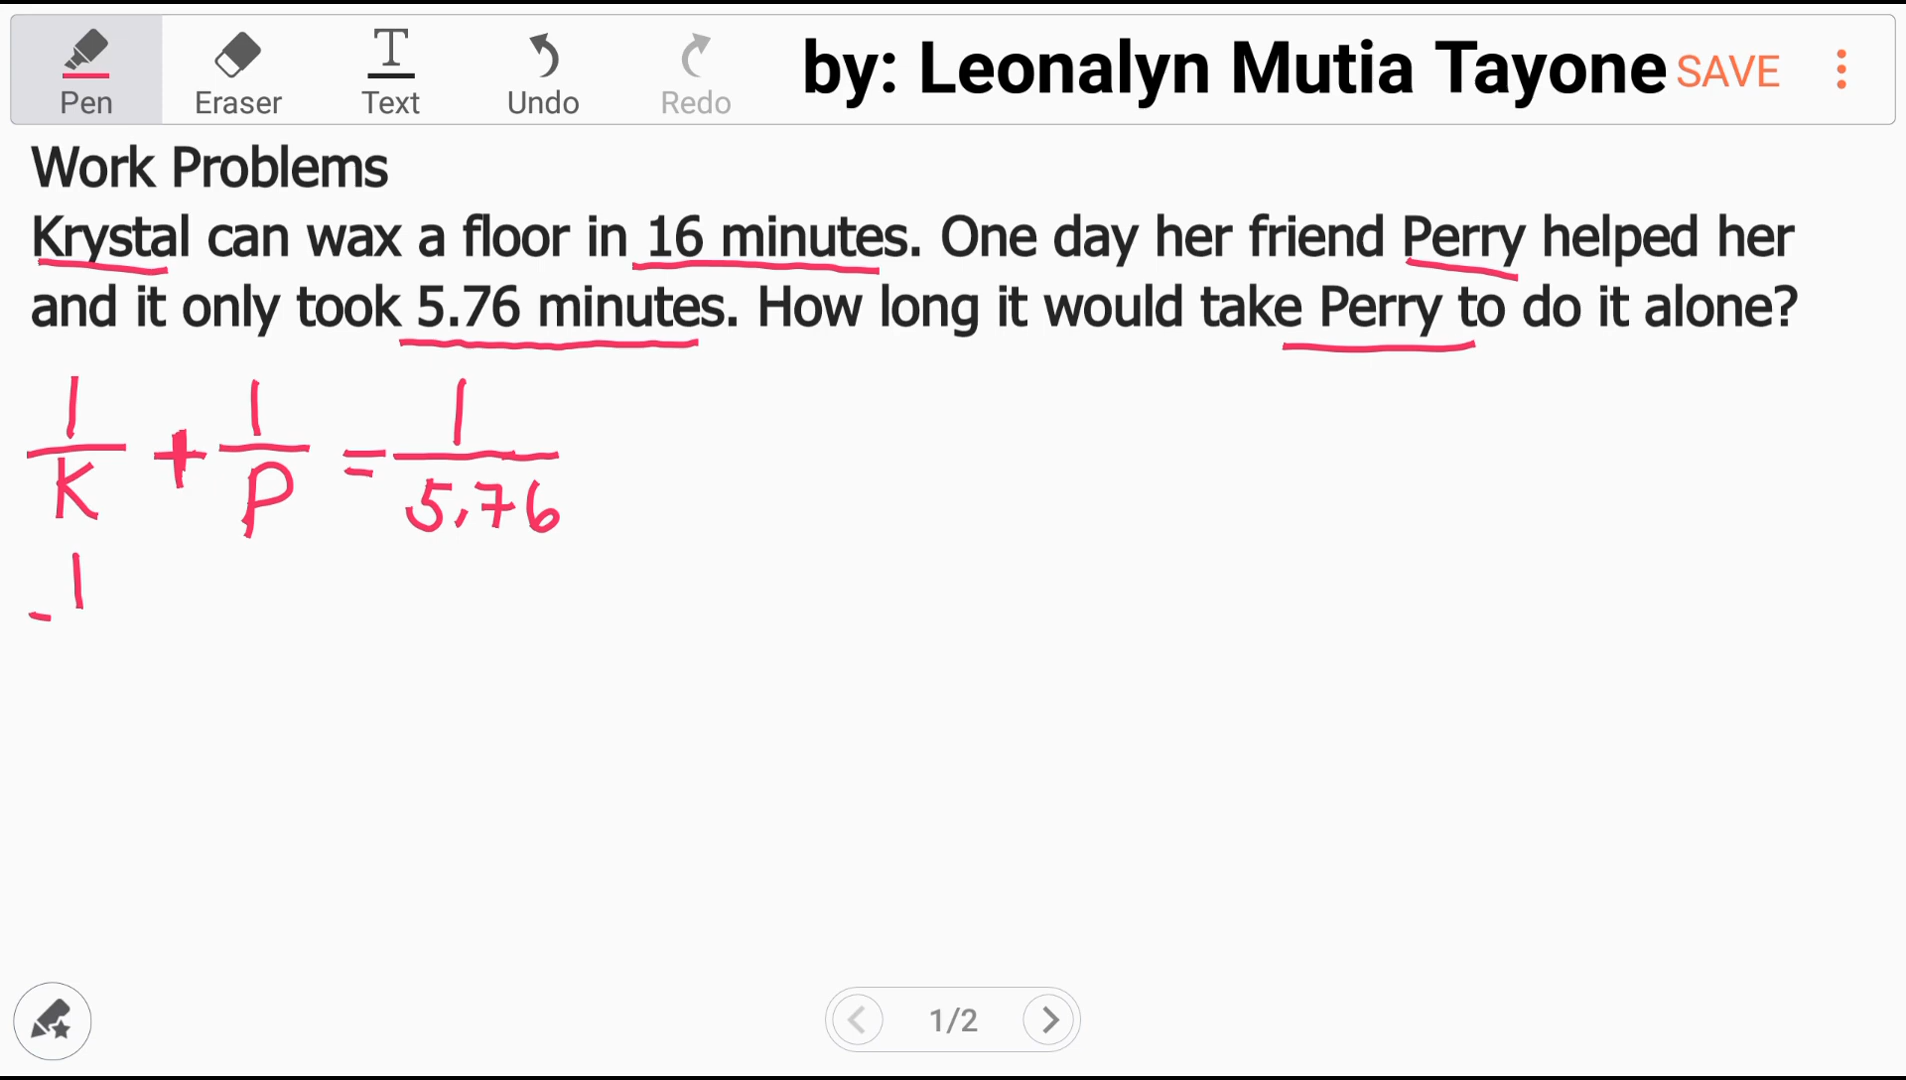 Pen Eraser Text Undo Redo by: Leonalyn Mutia Tayone SAVE
Work Problems
Krystal can wax a floor in 16 minutes. One day her friend Perry helped her
and it only took 5.76 minutes. How long it would take Perry to do it alone?
1/K + 1/P = 1/5.76
1
1/2